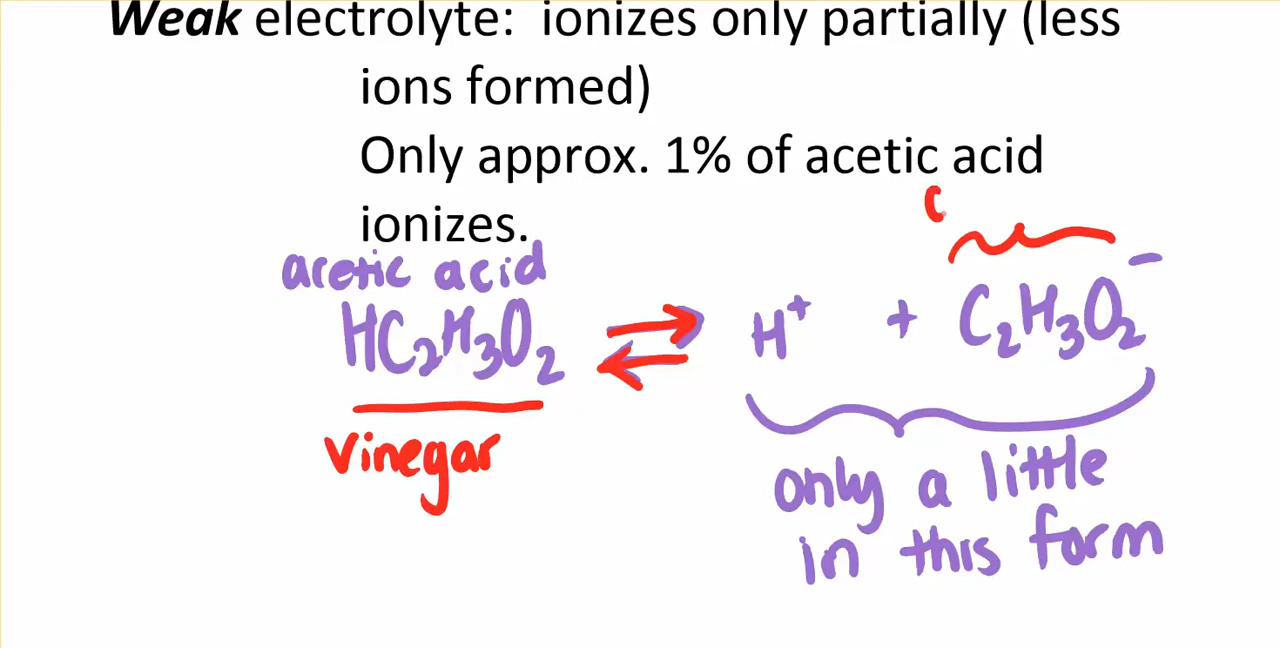 Weak electrolyte: ionizes only partially (less
ions formed)
Only approx. 1% of acetic acid
ionizes.
acetic acid
HC₂H₃O₂ ⇄ H⁺ + C₂H₃O₂⁻
vinegar
only a little
in this form